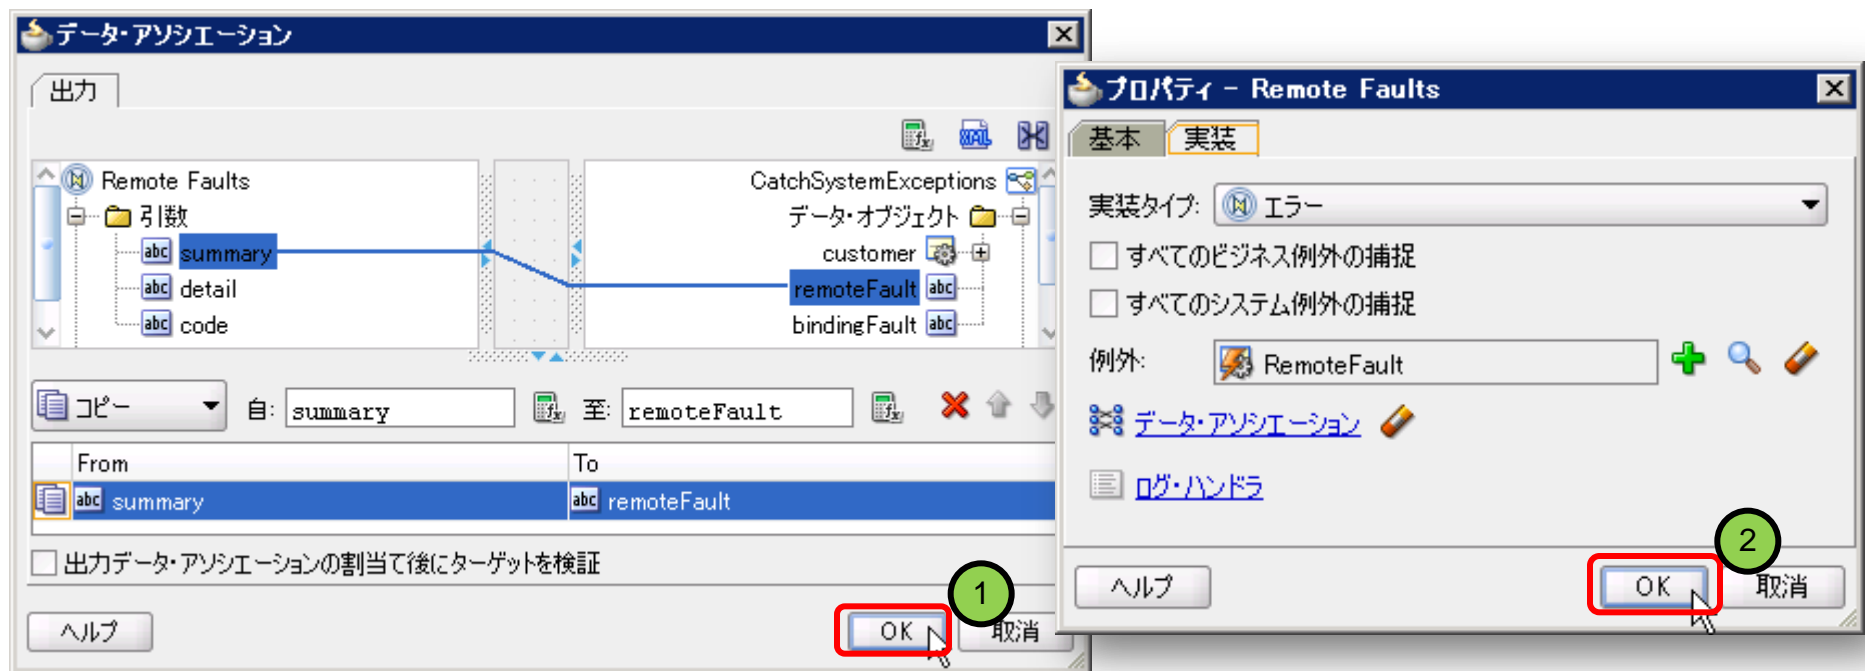 データ・アソシエーション
出力
Remote Faults
引数
summary
detail
code
CatchSystemExceptions
データ・オブジェクト
customer
remoteFault
bindingFault
コピー
自: summary
至: remoteFault
From To
summary remoteFault
出力データ・アソシエーションの割当て後にターゲットを検証
ヘルプ
OK
取消
1
プロパティ - Remote Faults
基本 実装
実装タイプ: エラー
すべてのビジネス例外の捕捉
すべてのシステム例外の捕捉
例外: RemoteFault
データ・アソシエーション
ログ・ハンドラ
ヘルプ
OK
取消
2